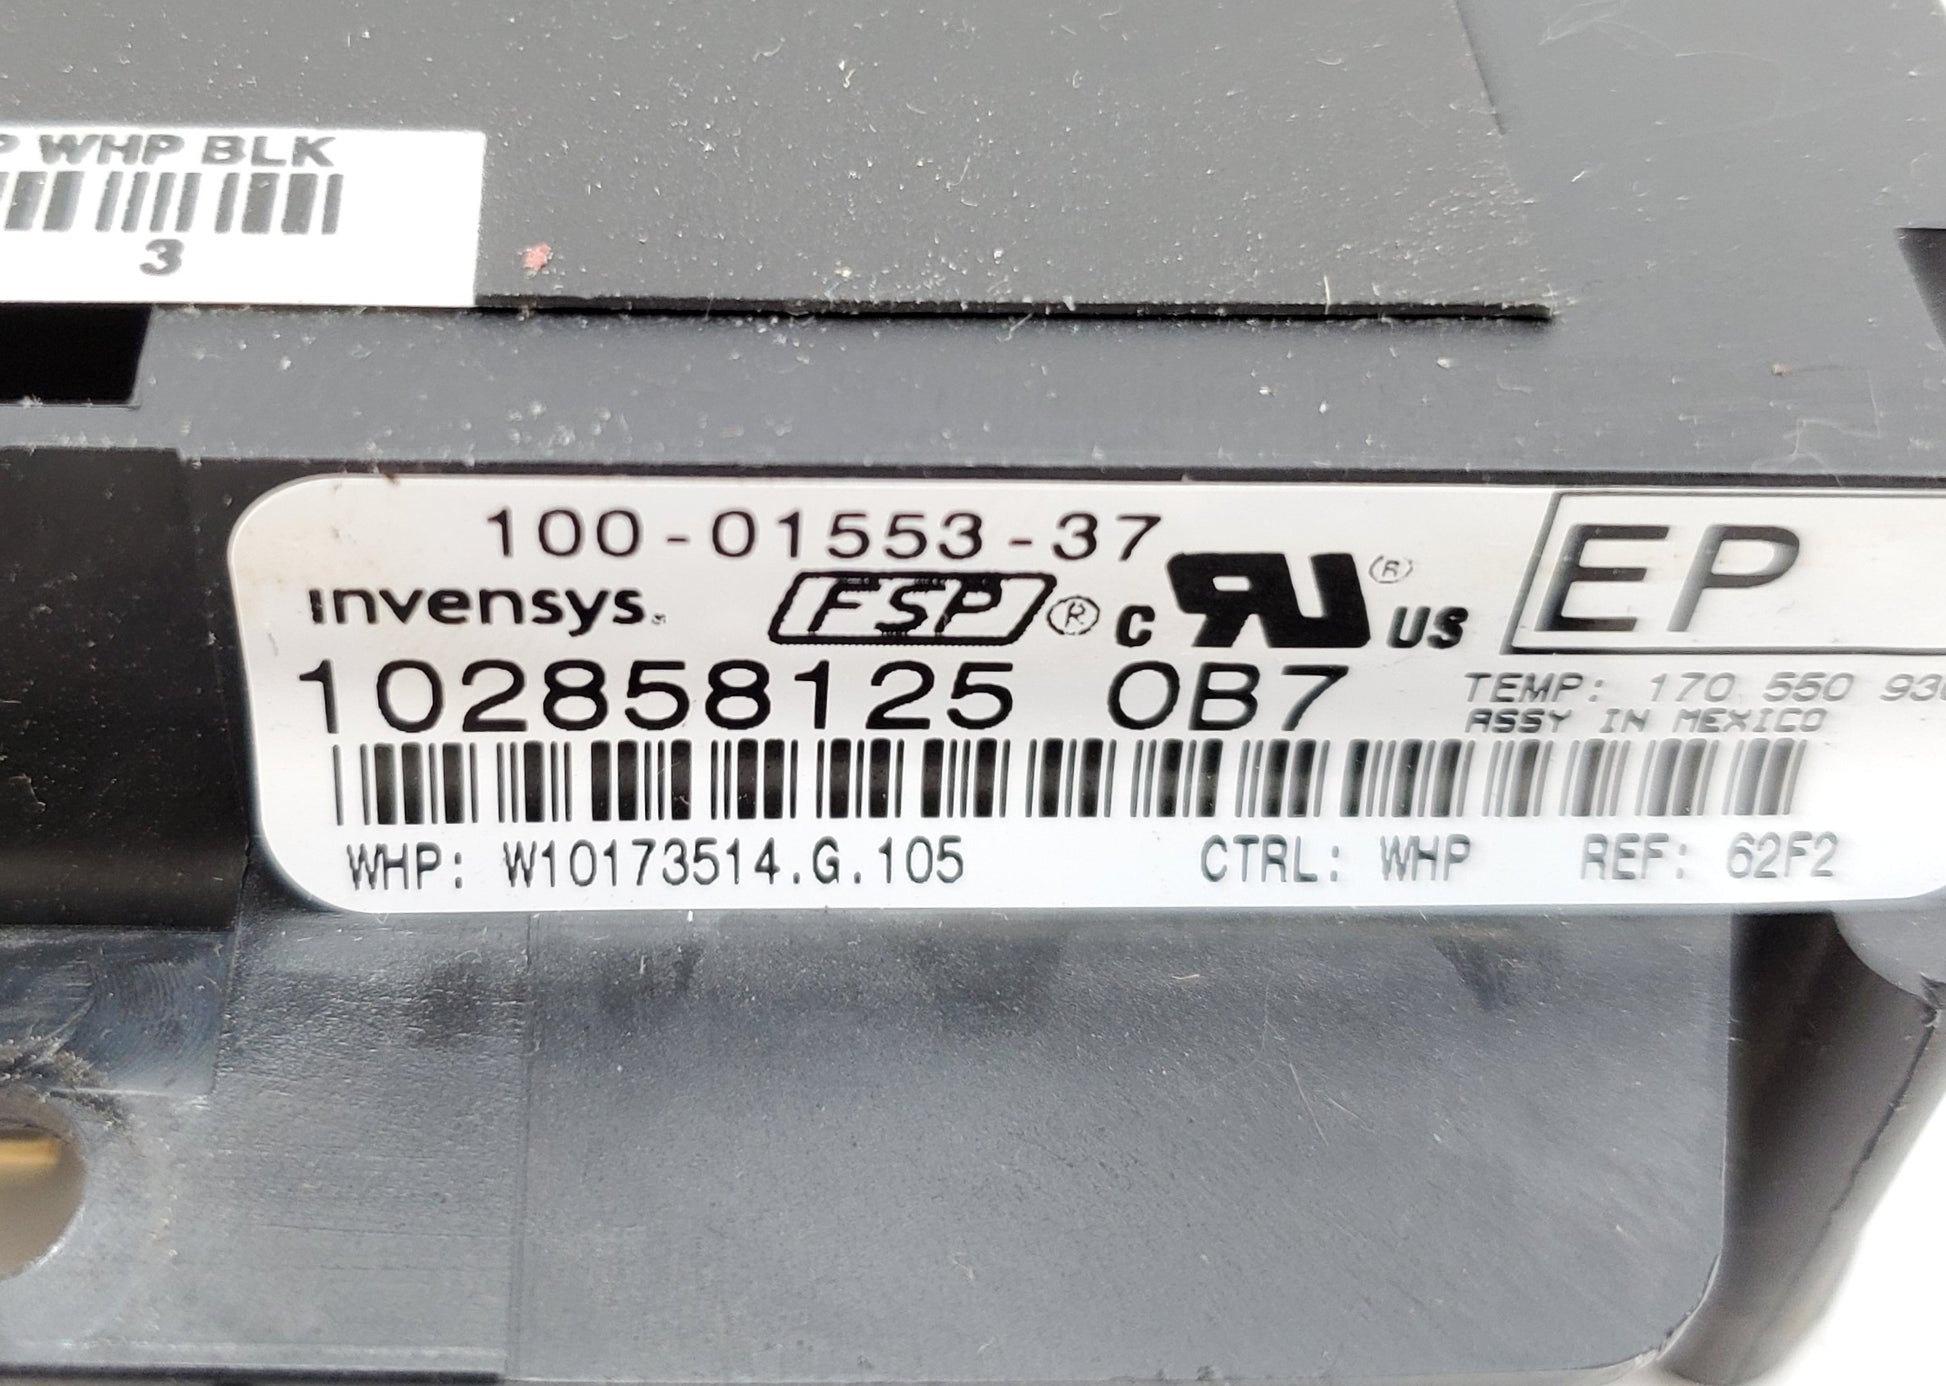 WHP BLK
3
100-01553-37
invensys. FSP® c RU® US EP
102858125 0B7 TEMP: 170 550
ASSY IN MEXICO
WHP: W10173514.G.105 CTRL: WHP REF: 62F2